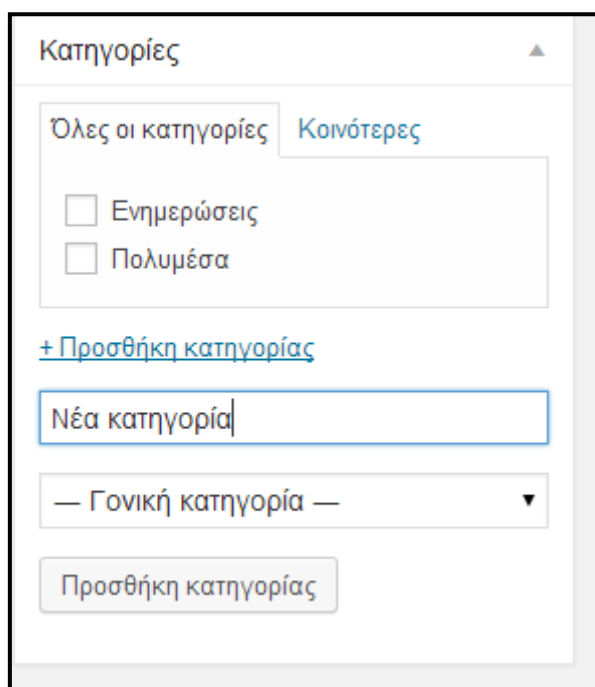 Κατηγορίες
Όλες οι κατηγορίες Κοινότερες
Ενημερώσεις
Πολυμέσα
+ Προσθήκη κατηγορίας
Νέα κατηγορία
— Γονική κατηγορία —
Προσθήκη κατηγορίας